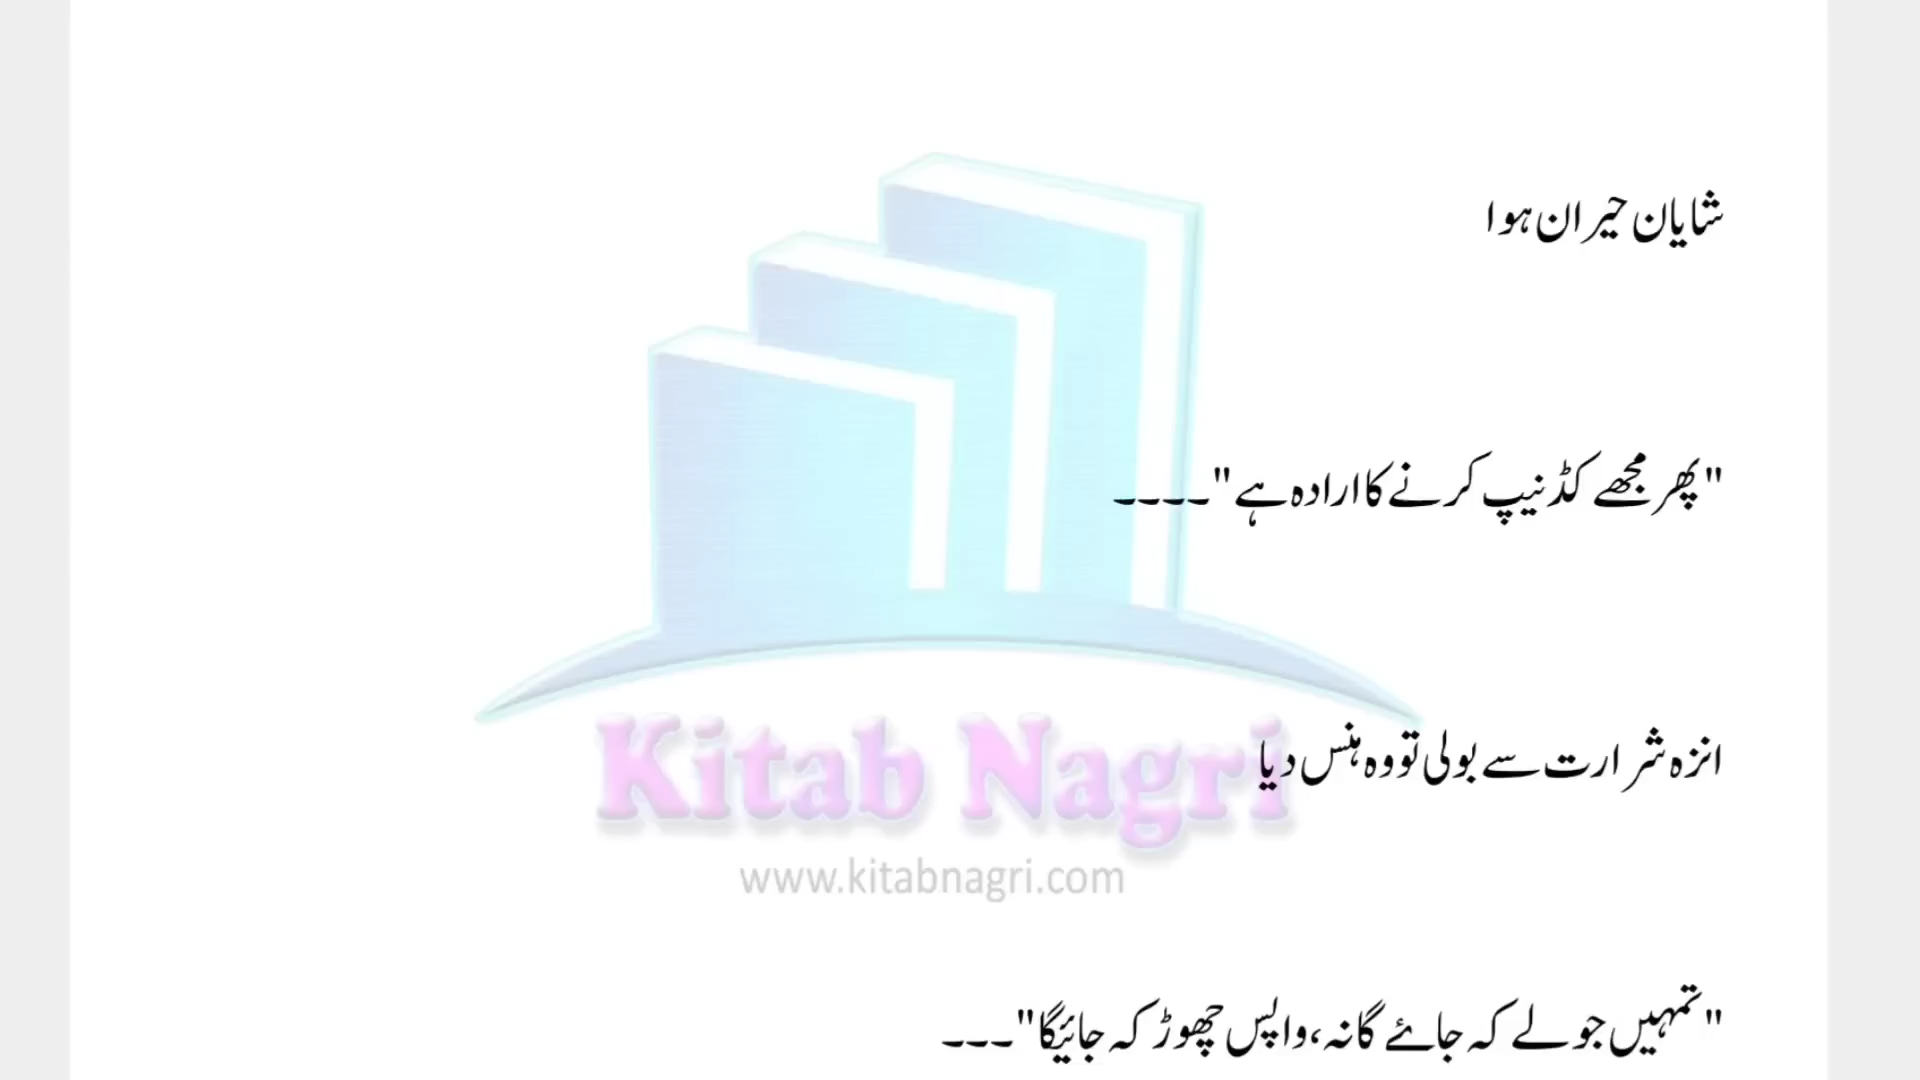 شایان حیران ہوا
"پھر مجھے کڈنیپ کرنے کا ارادہ ہے"۔۔۔۔
انزہ شرارت سے بولی تو وہ ہنس دیا
Kitab Nagri
www.kitabnagri.com
"تمہیں جو لے کہ جائے گا نہ، واپس چھوڑ کہ جائیگا"۔۔۔